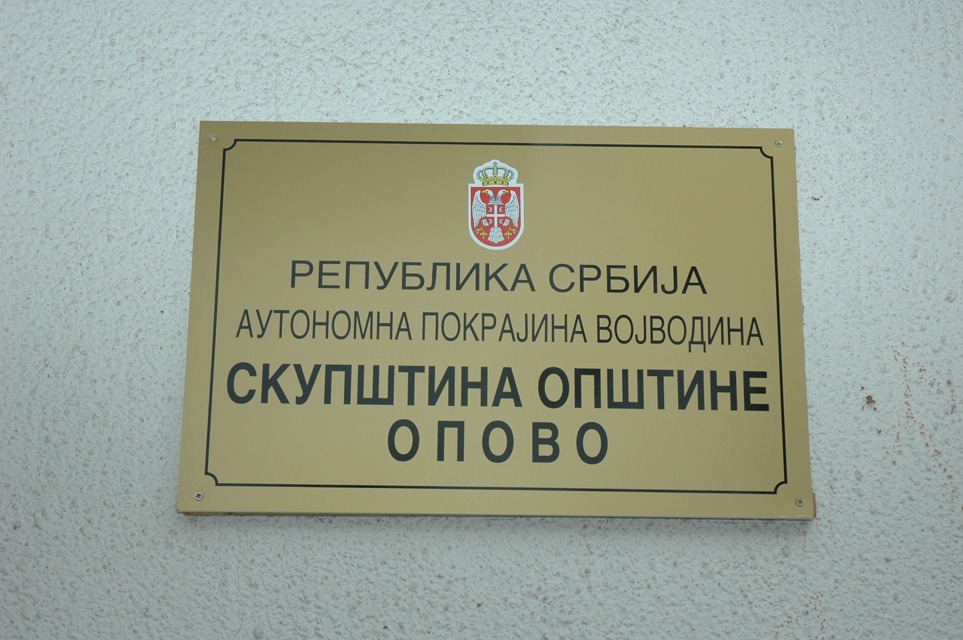 РЕПУБЛИКА СРБИЈА
АУТОНОМНА ПОКРАЈИНА ВОЈВОДИНА
СКУПШТИНА ОПШТИНЕ
ОПОВО